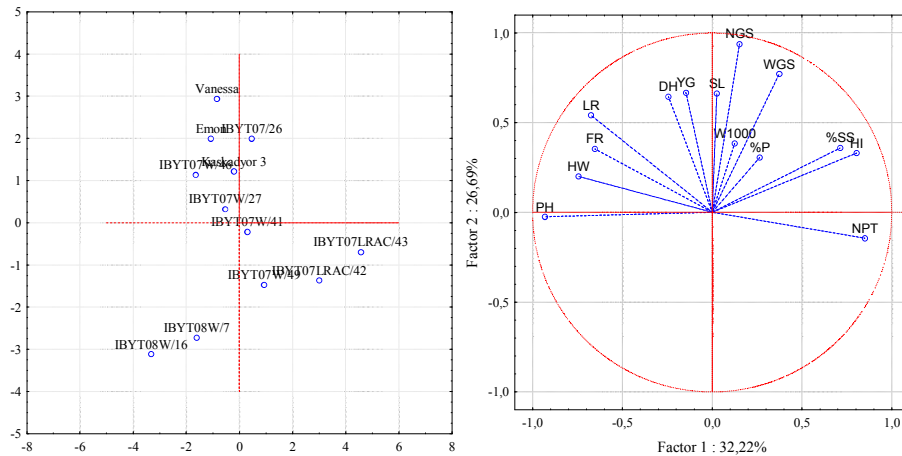 5
4
3
2
1
0
-1
-2
-3
-4
-5
-8
-6
-4
-2
0
2
4
6
8
Vanessa
Emon
IBYT07/26
Kaskadyor 3
IBYT07W/46
IBYT07W/27
IBYT07W/41
IBYT07LRAC/43
IBYT07LRAC/42
IBYT07W/49
IBYT08W/7
IBYT08W/16
1,0
0,5
0,0
-0,5
-1,0
Factor 2 : 26,69%
NGS
WGS
DH
YG
SL
LR
FR
W1000
%P
%SS
HI
HW
PH
NPT
-1,0
-0,5
0,0
0,5
1,0
Factor 1 : 32,22%